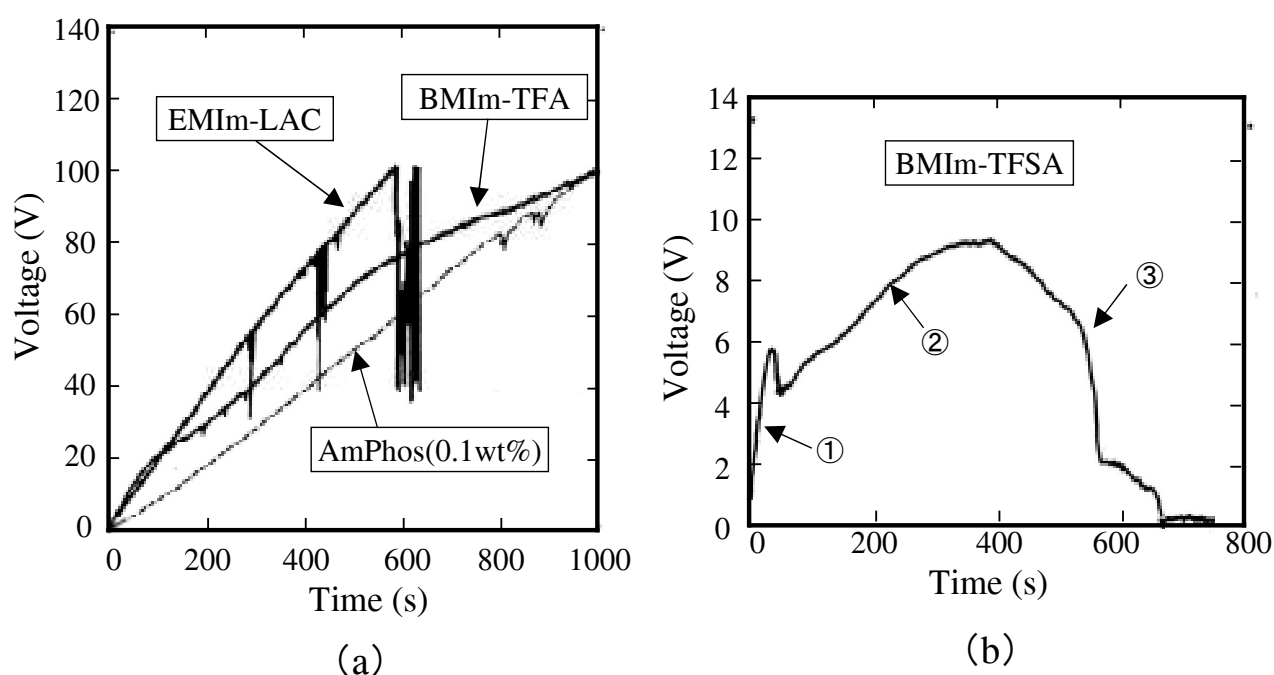 140
120
100
80
60
40
20
0
Voltage (V)
EMIm-LAC
BMIm-TFA
AmPhos(0.1wt%)
0 200 400 600 800 1000
Time (s)
(a)
14
12
10
8
6
4
2
0
Voltage (V)
BMIm-TFSA
①
②
③
0 200 400 600 800
Time (s)
(b)